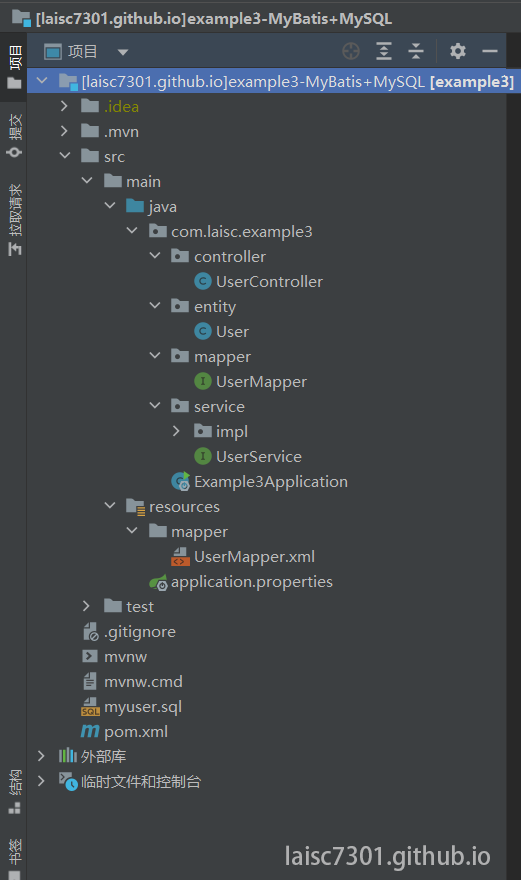 [laisc7301.github.io]example3-MyBatis+MySQL
项目
项目
[laisc7301.github.io]example3-MyBatis+MySQL [example3]
.idea
提交
.mvn
src
main
拉取请求
java
com.laisc.example3
controller
C UserController
entity
C User
mapper
I UserMapper
service
impl
I UserService
Example3Application
resources
mapper
UserMapper.xml
application.properties
test
.gitignore
mvnw
mvnw.cmd
SQL myuser.sql
m pom.xml
外部库
结构
临时文件和控制台
书签
laisc7301.github.io